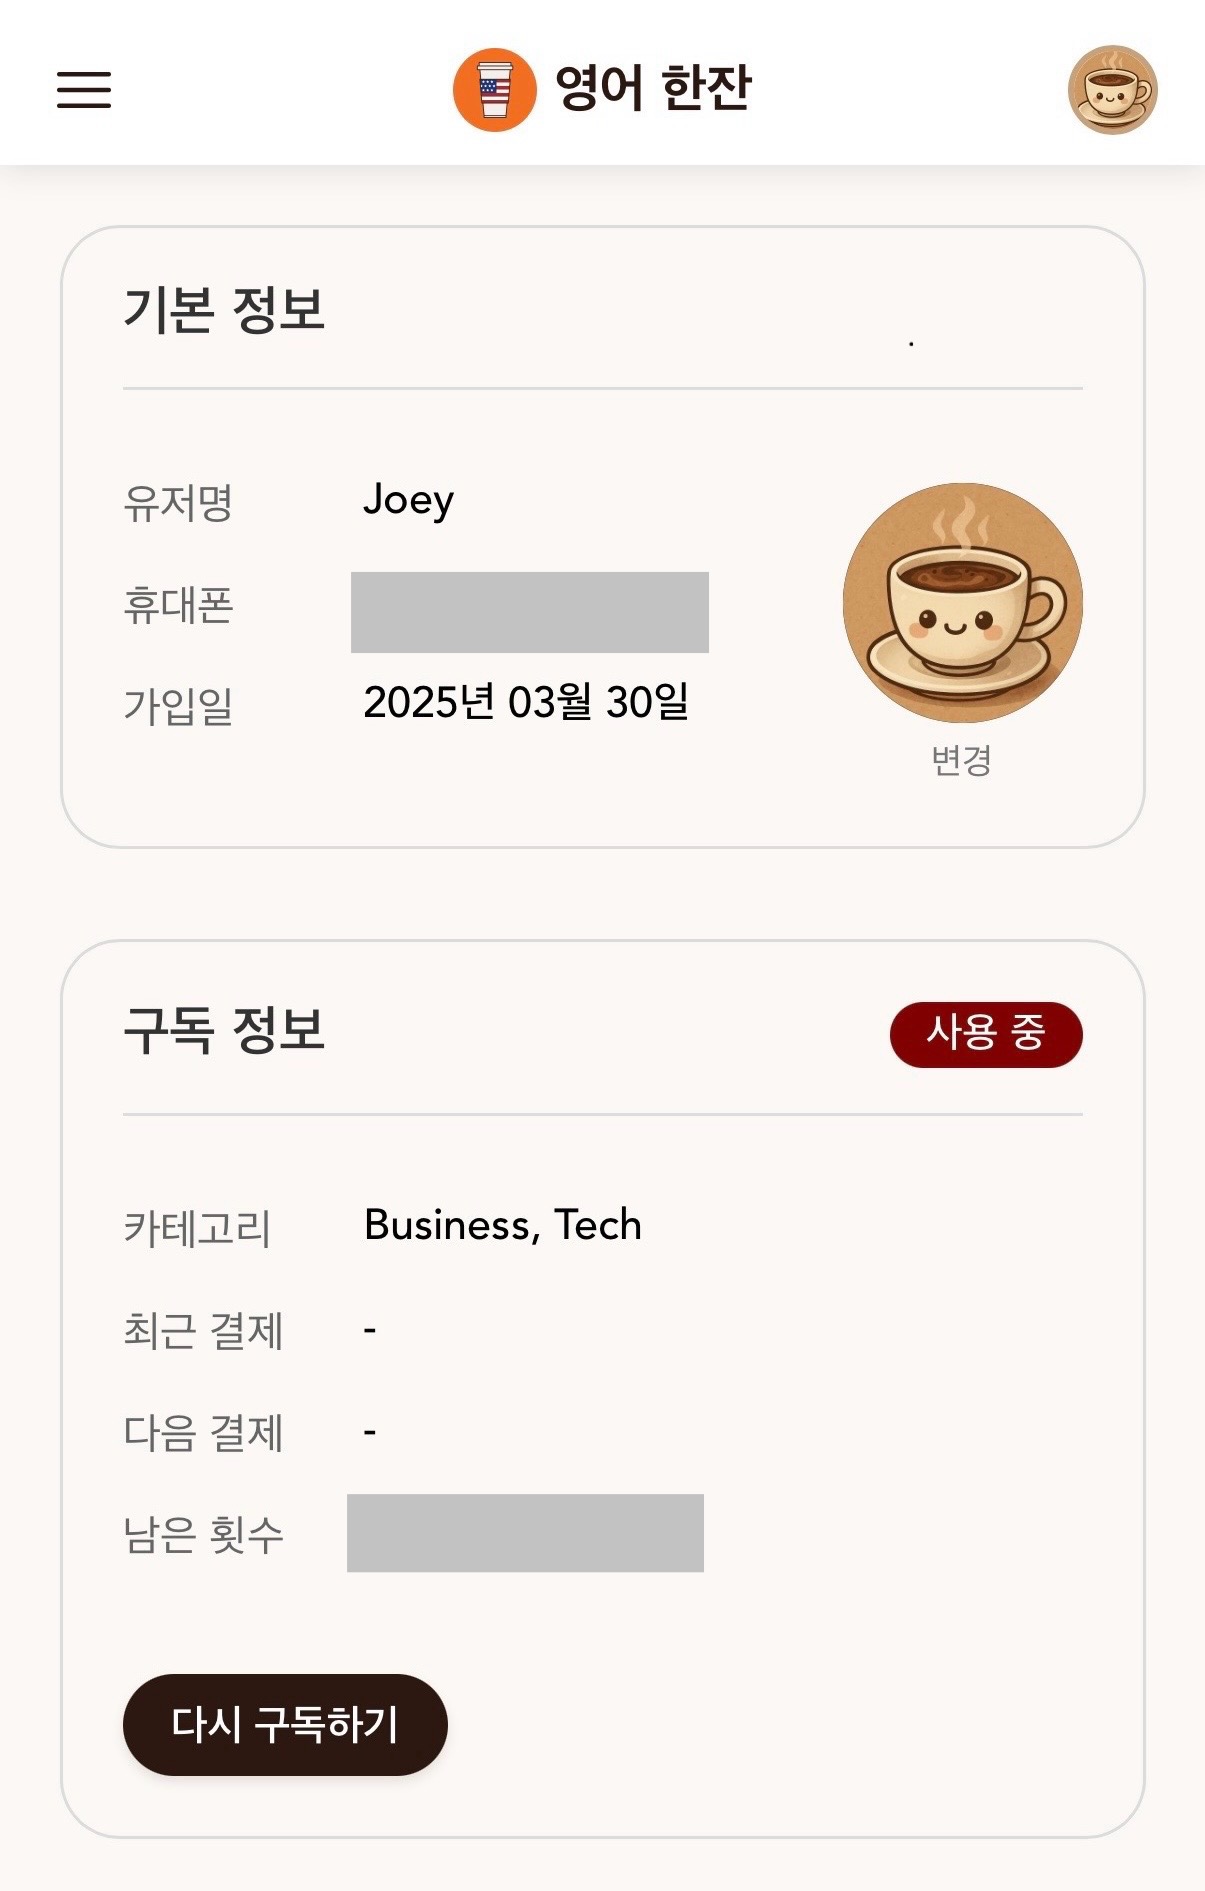 영어 한잔
기본 정보
유저명 Joey
휴대폰
가입일 2025년 03월 30일
변경
구독 정보 사용 중
카테고리 Business, Tech
최근 결제 -
다음 결제 -
남은 횟수
다시 구독하기